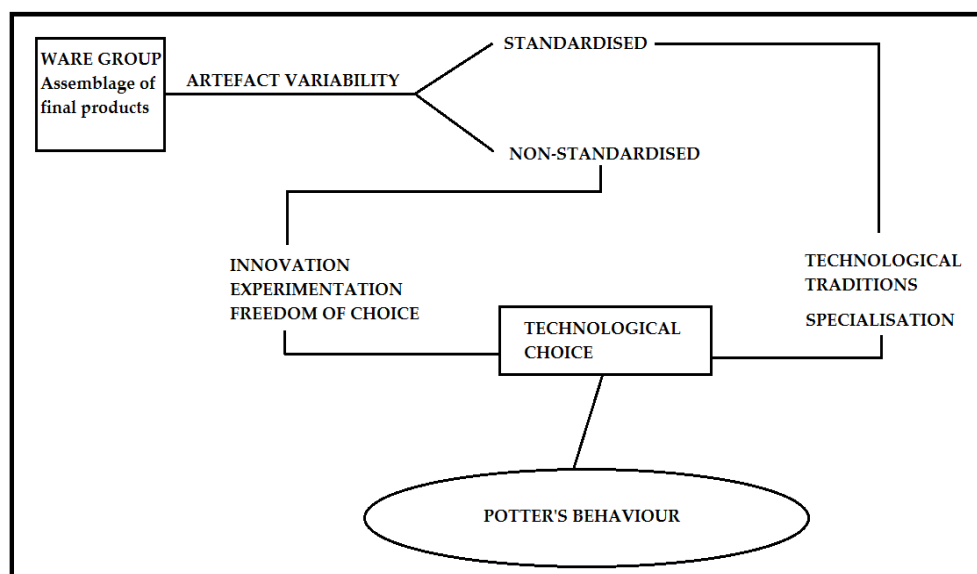 WARE GROUP
Assemblage of
final products
ARTEFACT VARIABILITY
STANDARDISED
NON-STANDARDISED
INNOVATION
EXPERIMENTATION
FREEDOM OF CHOICE
TECHNOLOGICAL
TRADITIONS
SPECIALISATION
TECHNOLOGICAL
CHOICE
POTTER'S BEHAVIOUR